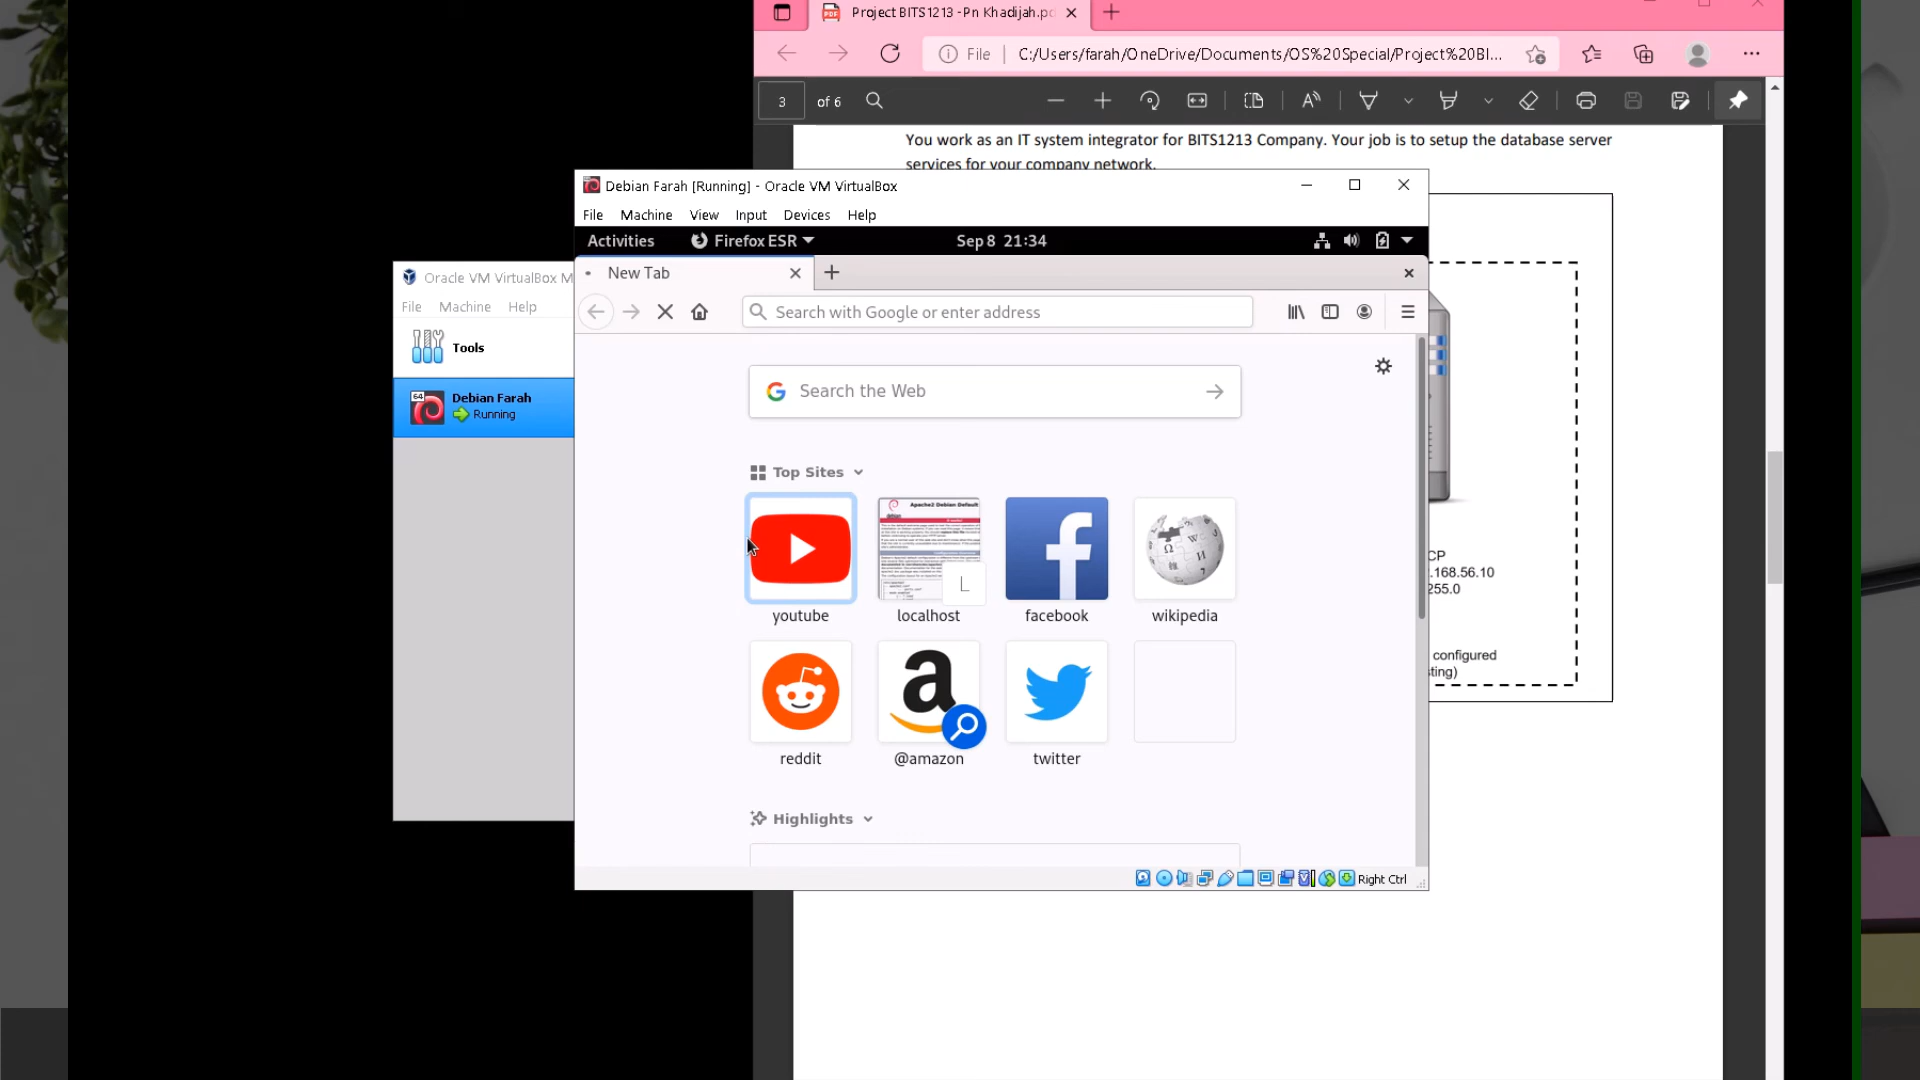 Project BITS1213 -Pn Khadijah.pd
File
C:/Users/farah/OneDrive/Documents/OS%20Special/Project%20BI...
3
of 6
You work as an IT system integrator for BITS1213 Company. Your job is to setup the database server
services for your company network.
Debian Farah [Running] - Oracle VM VirtualBox
File
Machine
View
Input
Devices
Help
Activities
Firefox ESR
Sep 8 21:34
New Tab
Search with Google or enter address
Oracle VM VirtualBox M
File
Machine
Help
Tools
64
Debian Farah
Running
Search the Web
Top Sites
Apache2 Debian Default
L
youtube
localhost
facebook
wikipedia
reddit
@amazon
twitter
Highlights
CP
.168.56.10
255.0
configured
sting)
Right Ctrl